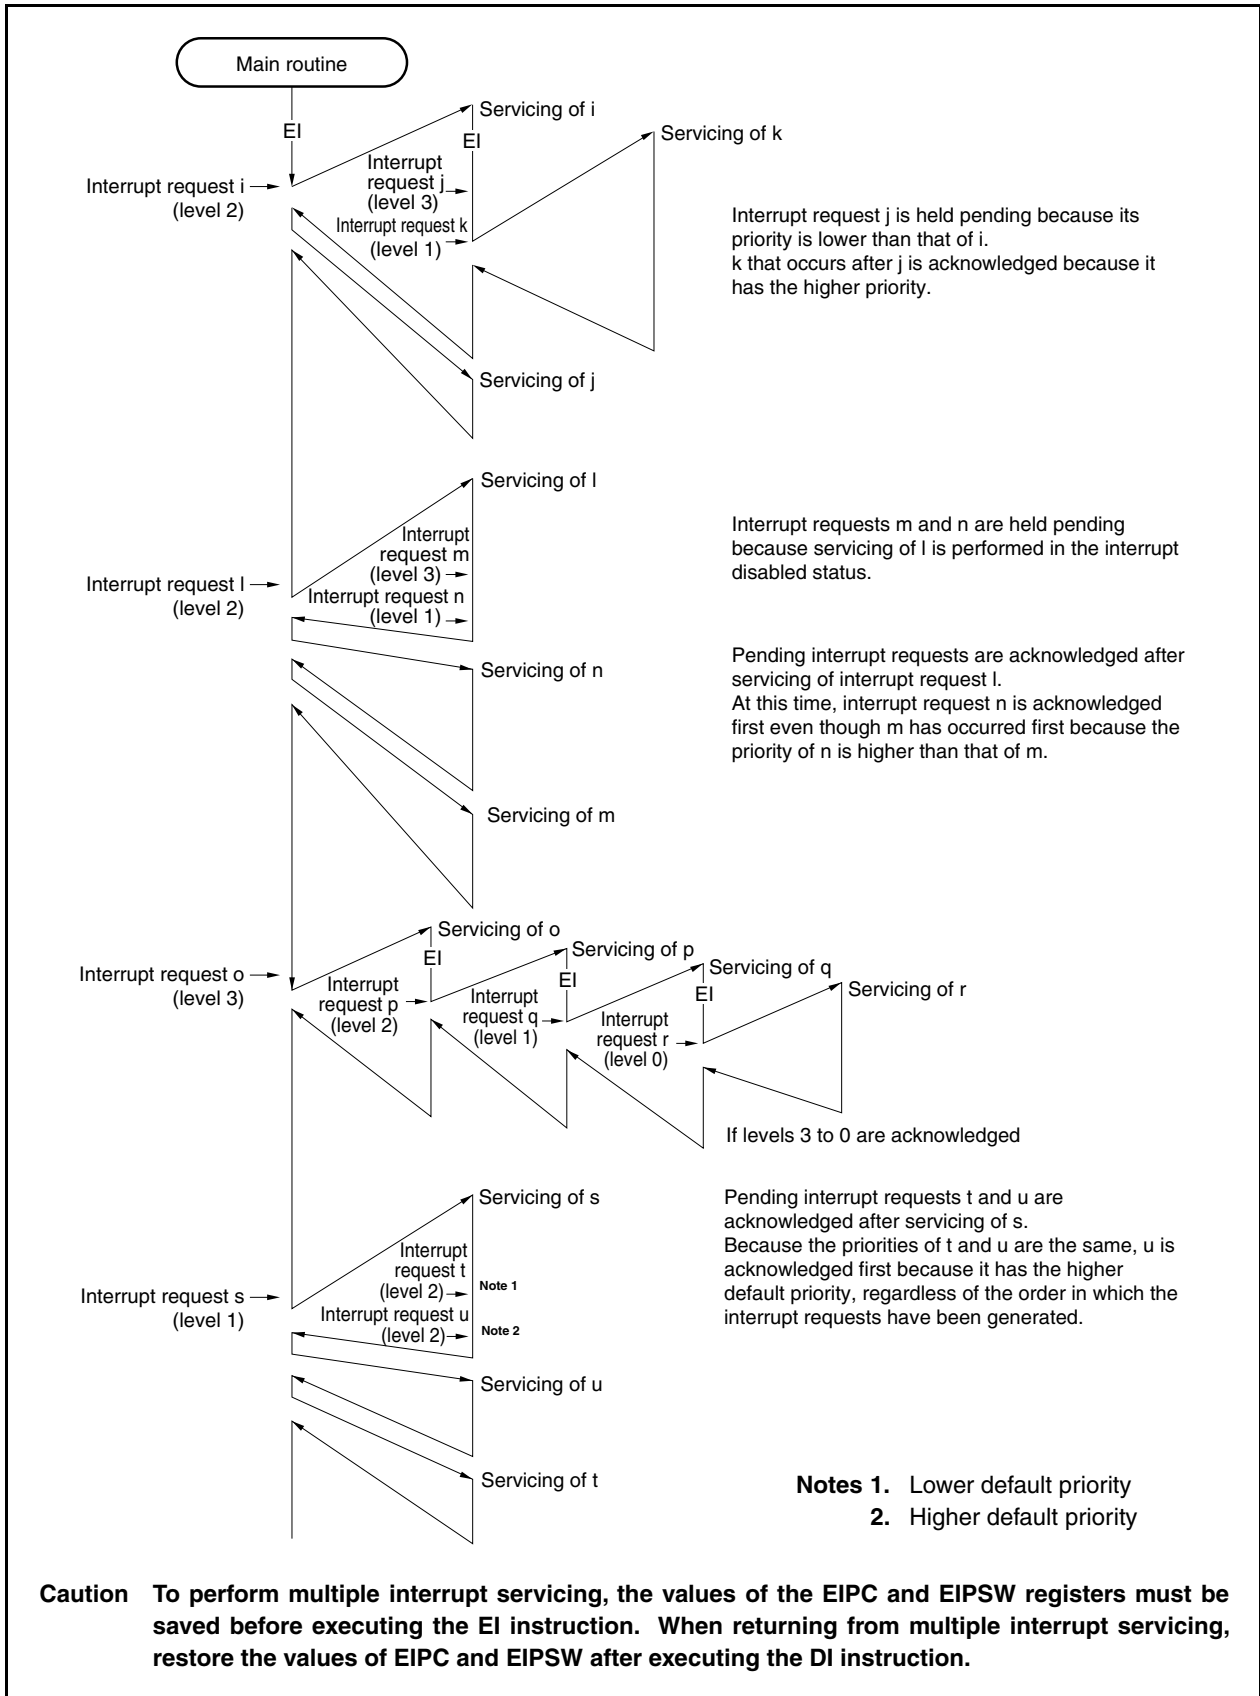 Main routine
EI
Servicing of i
EI
Servicing of k
Interrupt request i
(level 2)
Interrupt
request j
(level 3)
Interrupt request k
(level 1)
Interrupt request j is held pending because its
priority is lower than that of i.
k that occurs after j is acknowledged because it
has the higher priority.
Servicing of j
Servicing of l
Interrupt request l
(level 2)
Interrupt
request m
(level 3)
Interrupt request n
(level 1)
Interrupt requests m and n are held pending
because servicing of l is performed in the interrupt
disabled status.
Servicing of n
Pending interrupt requests are acknowledged after
servicing of interrupt request l.
At this time, interrupt request n is acknowledged
first even though m has occurred first because the
priority of n is higher than that of m.
Servicing of m
Servicing of o
EI
Servicing of p
EI
Servicing of q
EI
Servicing of r
Interrupt request o
(level 3)
Interrupt
request p
(level 2)
Interrupt
request q
(level 1)
Interrupt
request r
(level 0)
If levels 3 to 0 are acknowledged
Servicing of s
Interrupt request s
(level 1)
Interrupt
request t
(level 2)
Note 1
Interrupt request u
(level 2)
Note 2
Pending interrupt requests t and u are
acknowledged after servicing of s.
Because the priorities of t and u are the same, u is
acknowledged first because it has the higher
default priority, regardless of the order in which the
interrupt requests have been generated.
Servicing of u
Servicing of t
Notes 1. Lower default priority
2. Higher default priority
Caution To perform multiple interrupt servicing, the values of the EIPC and EIPSW registers must be
saved before executing the EI instruction. When returning from multiple interrupt servicing,
restore the values of EIPC and EIPSW after executing the DI instruction.